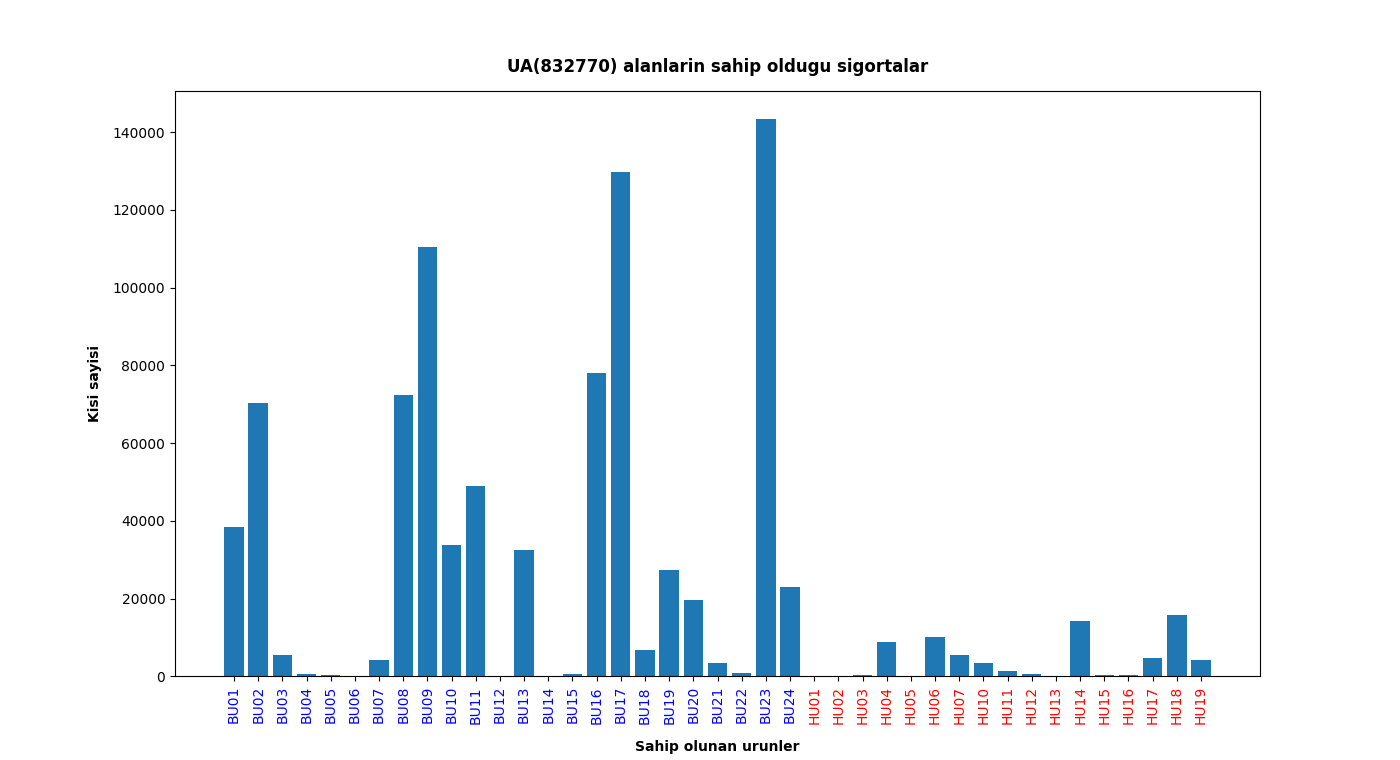 UA(832770) alanlarin sahip oldugu sigortalar
140000
120000
100000
80000
60000
40000
20000
0
Kisi sayisi
BU01 BU02 BU03 BU04 BU05 BU06 BU07 BU08 BU09 BU10 BU11 BU12 BU13 BU14 BU15 BU16 BU17 BU18 BU19 BU20 BU21 BU22 BU23 BU24 HU01 HU02 HU03 HU04 HU05 HU06 HU07 HU10 HU11 HU12 HU13 HU14 HU15 HU16 HU17 HU18 HU19
Sahip olunan urunler